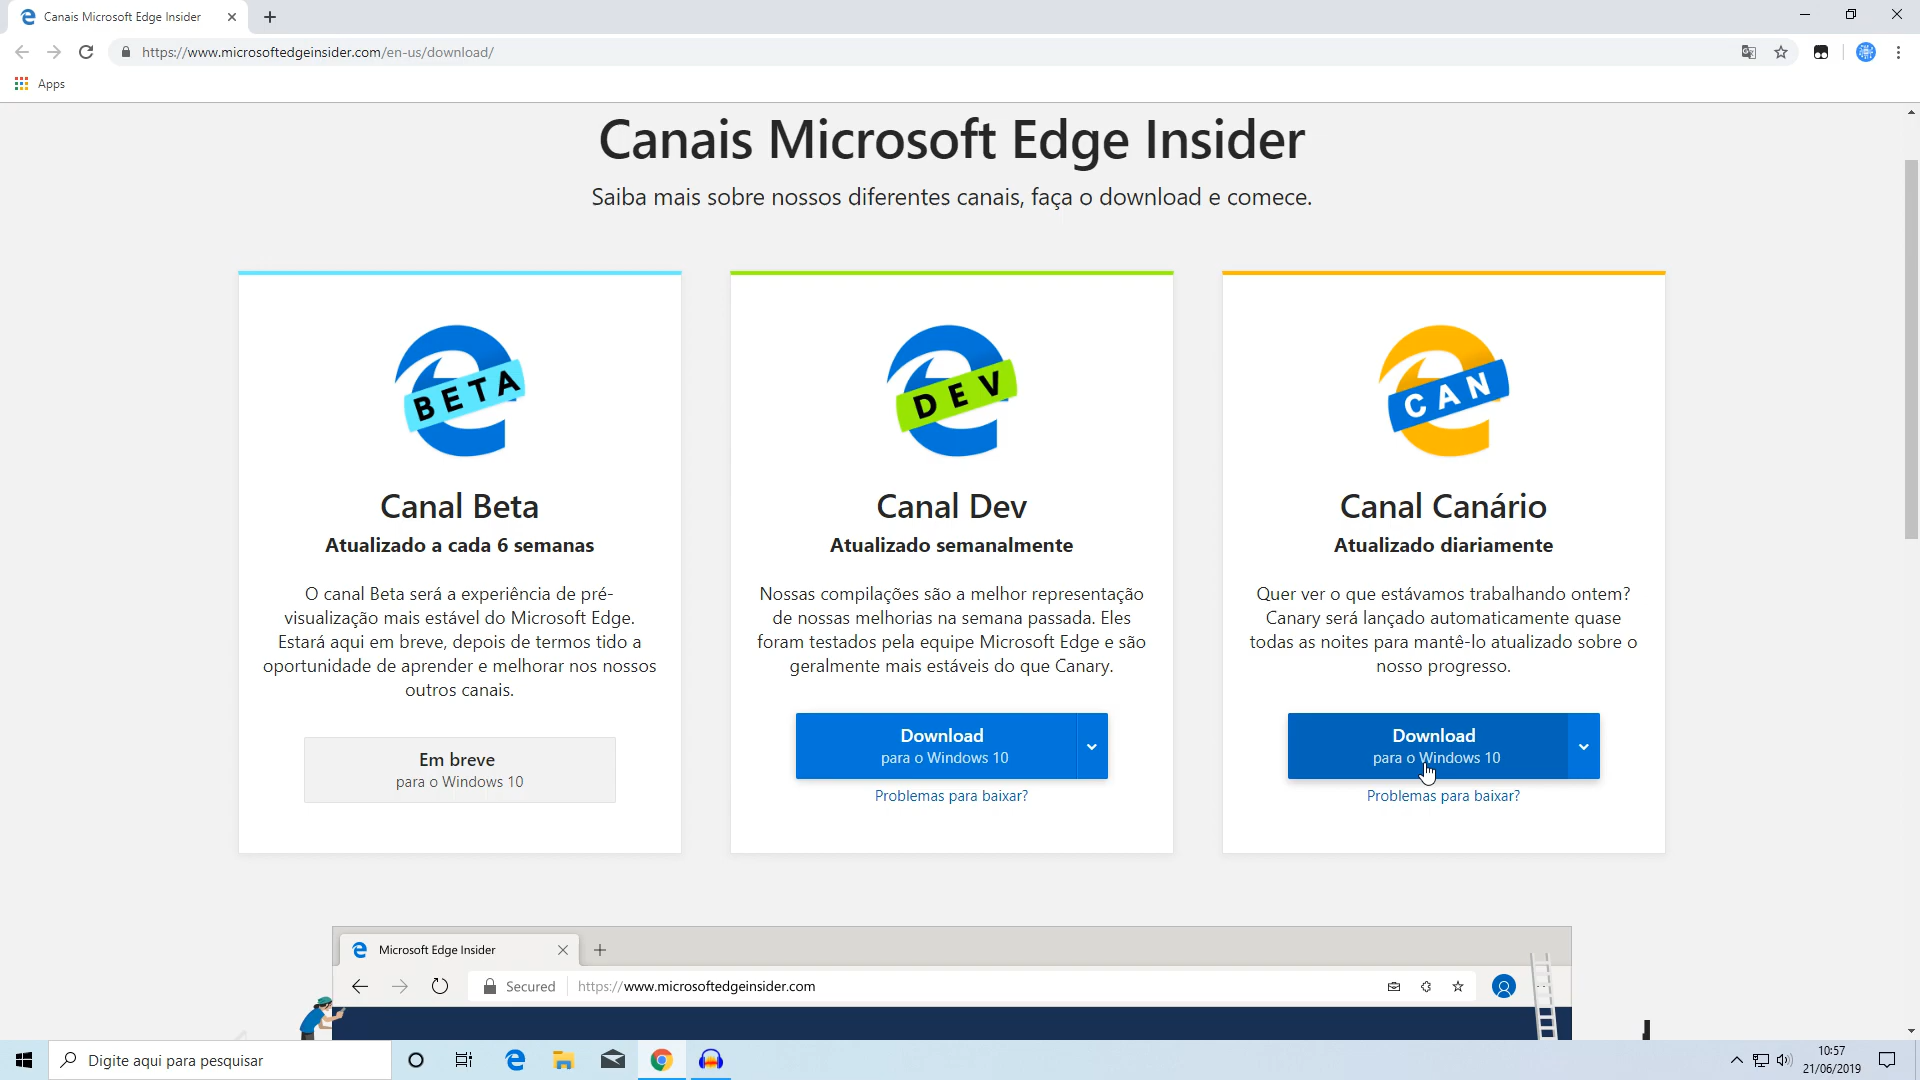 Canais Microsoft Edge Insider
https://www.microsoftedgeinsider.com/en-us/download/
Apps
Canais Microsoft Edge Insider
Saiba mais sobre nossos diferentes canais, faça o download e comece.
BETA
Canal Beta
Atualizado a cada 6 semanas
O canal Beta será a experiência de pré-
visualização mais estável do Microsoft Edge.
Estará aqui em breve, depois de termos tido a
oportunidade de aprender e melhorar nos nossos
outros canais.
Em breve
para o Windows 10
DEV
Canal Dev
Atualizado semanalmente
Nossas compilações são a melhor representação
de nossas melhorias na semana passada. Eles
foram testados pela equipe Microsoft Edge e são
geralmente mais estáveis do que Canary.
Download
para o Windows 10
Problemas para baixar?
CAN
Canal Canário
Atualizado diariamente
Quer ver o que estávamos trabalhando ontem?
Canary será lançado automaticamente quase
todas as noites para mantê-lo atualizado sobre o
nosso progresso.
Download
para o Windows 10
Problemas para baixar?
Microsoft Edge Insider
Secured
https://www.microsoftedgeinsider.com
Digite aqui para pesquisar
10:57
21/06/2019